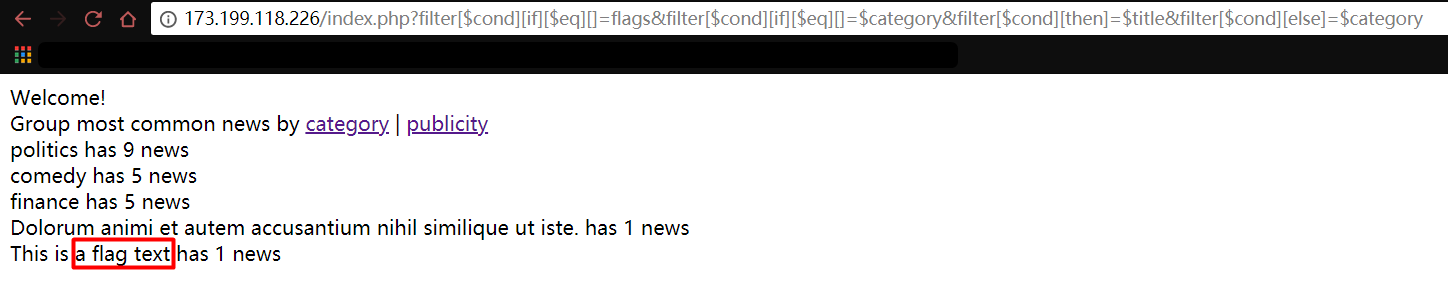 173.199.118.226/index.php?filter[$cond][if][$eq][]=flags&filter[$cond][if][$eq][]=$category&filter[$cond][then]=$title&filter[$cond][else]=$category
Welcome!
Group most common news by category | publicity
politics has 9 news
comedy has 5 news
finance has 5 news
Dolorum animi et autem accusantium nihil similique ut iste. has 1 news
This is a flag text has 1 news